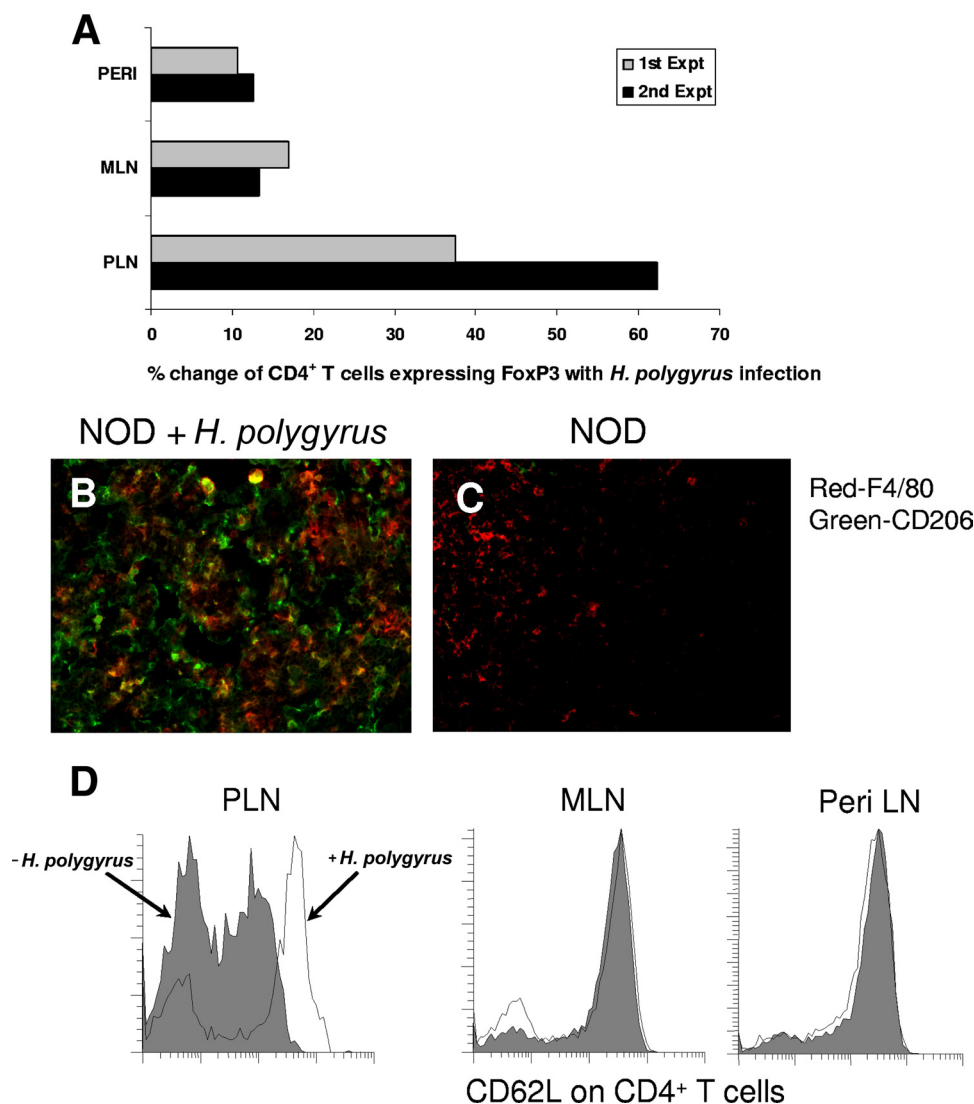 A
PERI
MLN
PLN
1st Expt
2nd Expt
0 10 20 30 40 50 60 70
% change of CD4+ T cells expressing FoxP3 with H. polygyrus infection
NOD + H. polygyrus
NOD
B
C
Red-F4/80
Green-CD206
D
PLN
MLN
Peri LN
- H. polygyrus
+ H. polygyrus
CD62L on CD4+ T cells